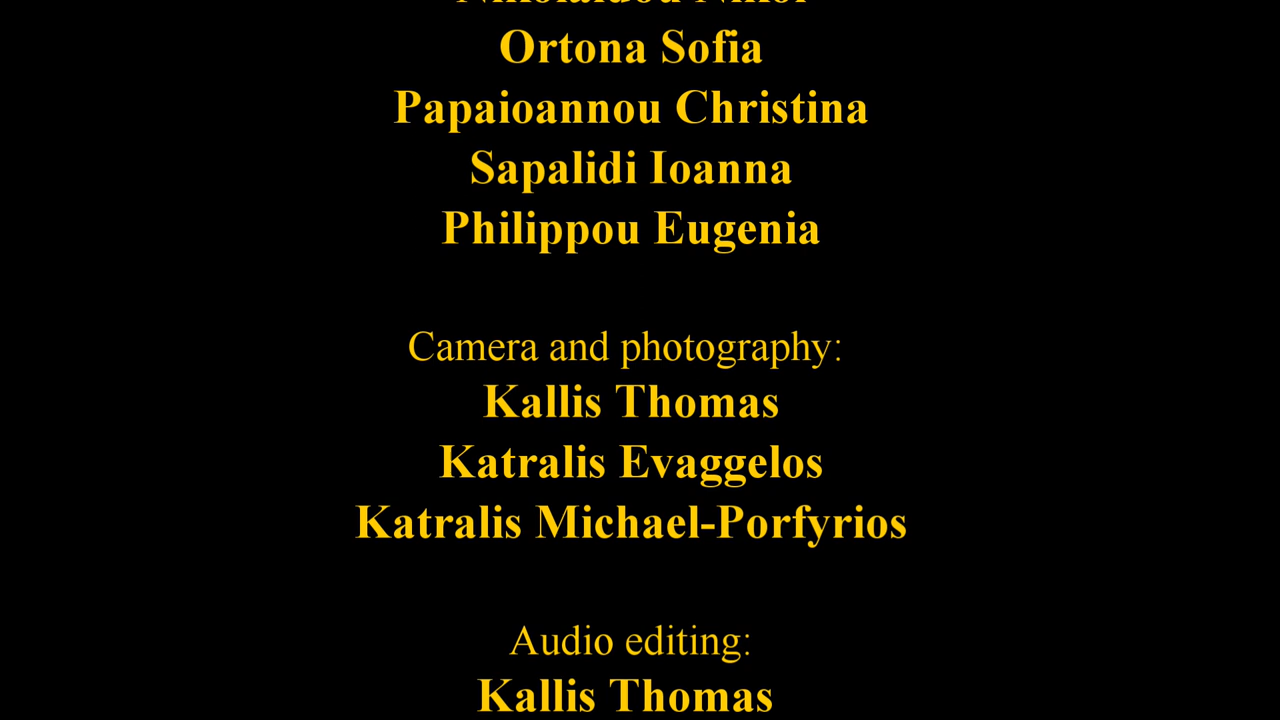 Ortona Sofia
Papaioannou Christina
Sapalidi Ioanna
Philippou Eugenia
Camera and photography:
Kallis Thomas
Katralis Evaggelos
Katralis Michael-Porfyrios
Audio editing:
Kallis Thomas